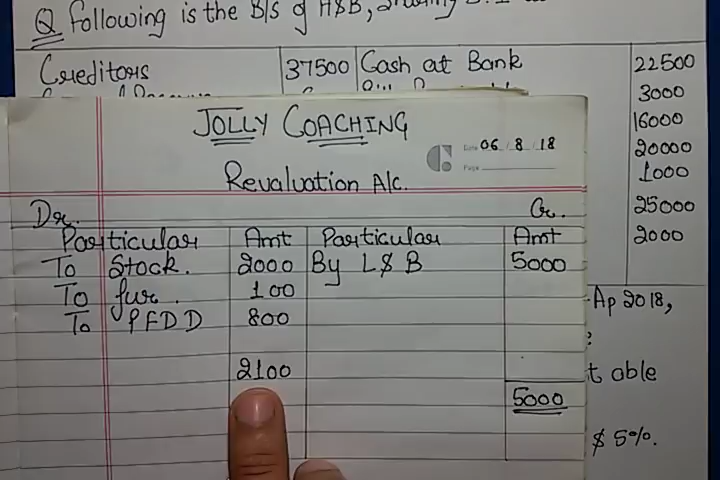 Q Following is the B/S of A&B,
Creditors 37500 Cash at Bank 22500
3000
16000
20000
1000
25000
2000
JOLLY COACHING
Date 06/8/18
Page
Revaluation A/c.
Dr. Cr.
Particular Amt Particular Amt
To Stock. 2000 By L$B 5000
To fur. 100
To PFDD 800
2100
5000
Ap 2018,
?
t able
$ 5%.